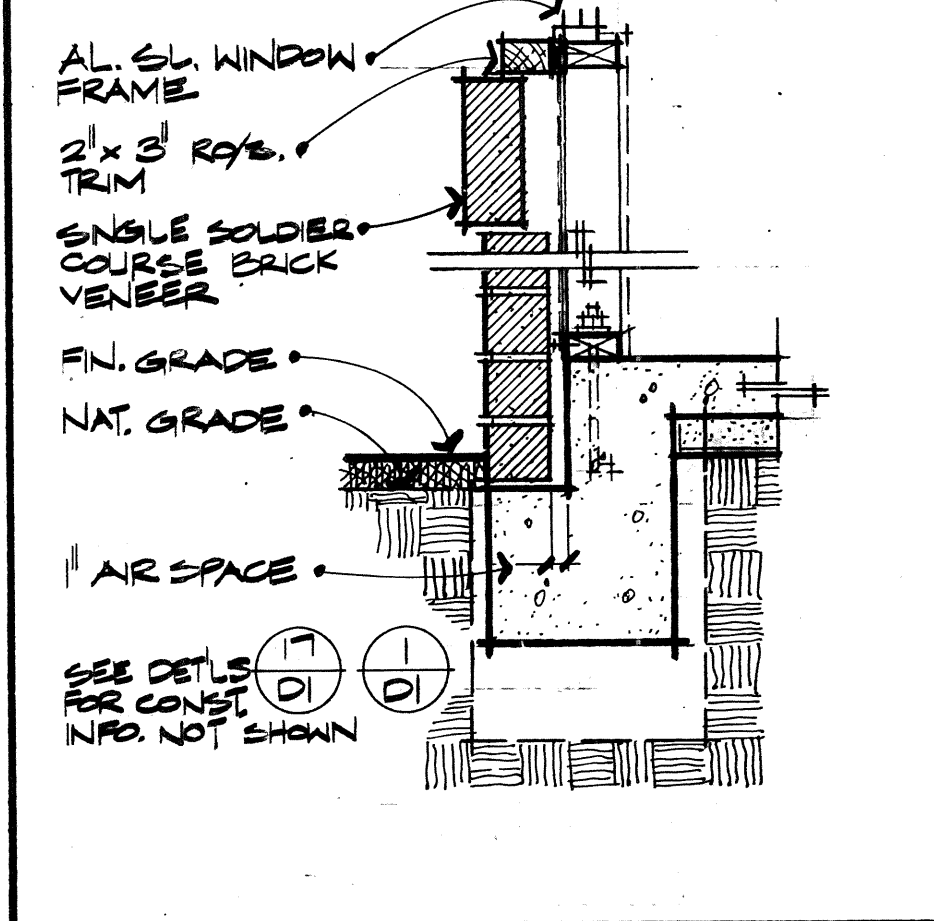 AL. SL. WINDOW
FRAME
2" x 3" RO/S.
TRIM
SINGLE SOLDIER
COURSE BRICK
VENEER
FIN. GRADE
NAT. GRADE
1" AIR SPACE
SEE DETLS
FOR CONST.
INFO. NOT SHOWN
17
D1
1
D1